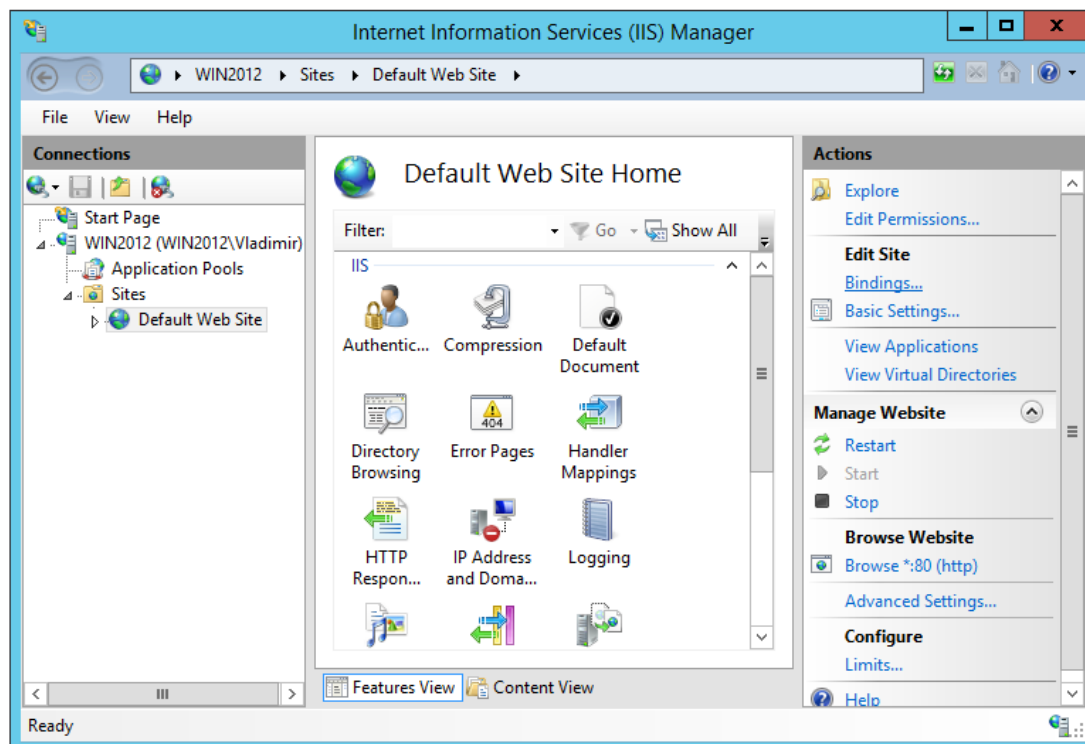 Internet Information Services (IIS) Manager
WIN2012 Sites Default Web Site
File View Help
Connections
Start Page
WIN2012 (WIN2012\Vladimir)
Application Pools
Sites
Default Web Site
Default Web Site Home
Filter: Go Show All
IIS
Authentic... Compression Default
Document
404
Directory Error Pages Handler
Browsing Mappings
HTTP IP Address Logging
Respon... and Doma...
Features View Content View
Actions
Explore
Edit Permissions...
Edit Site
Bindings...
Basic Settings...
View Applications
View Virtual Directories
Manage Website
Restart
Start
Stop
Browse Website
Browse *:80 (http)
Advanced Settings...
Configure
Limits...
Help
Ready